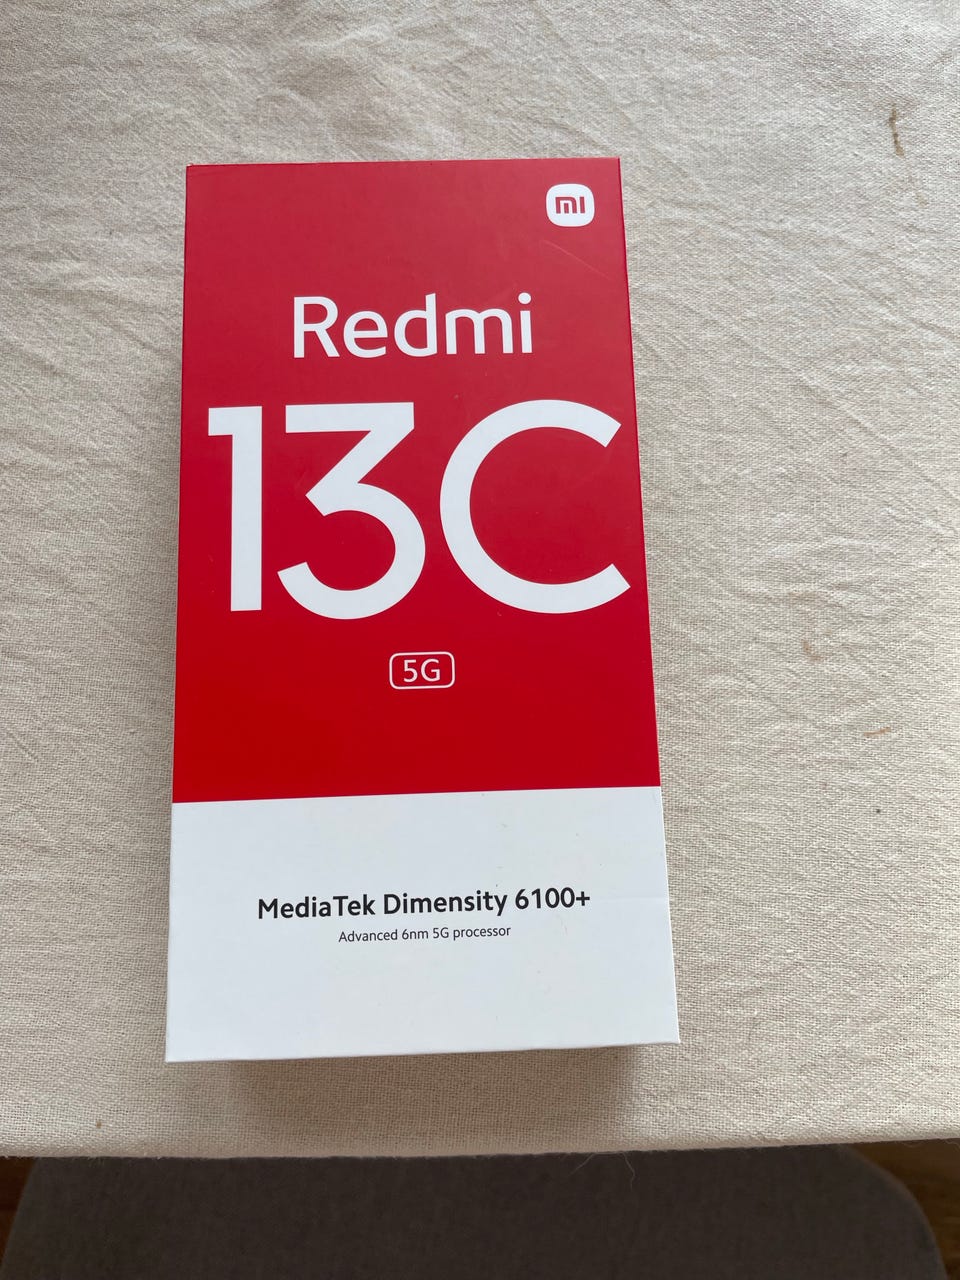 mi
Redmi
13C
5G
MediaTek Dimensity 6100+
Advanced 6nm 5G processor